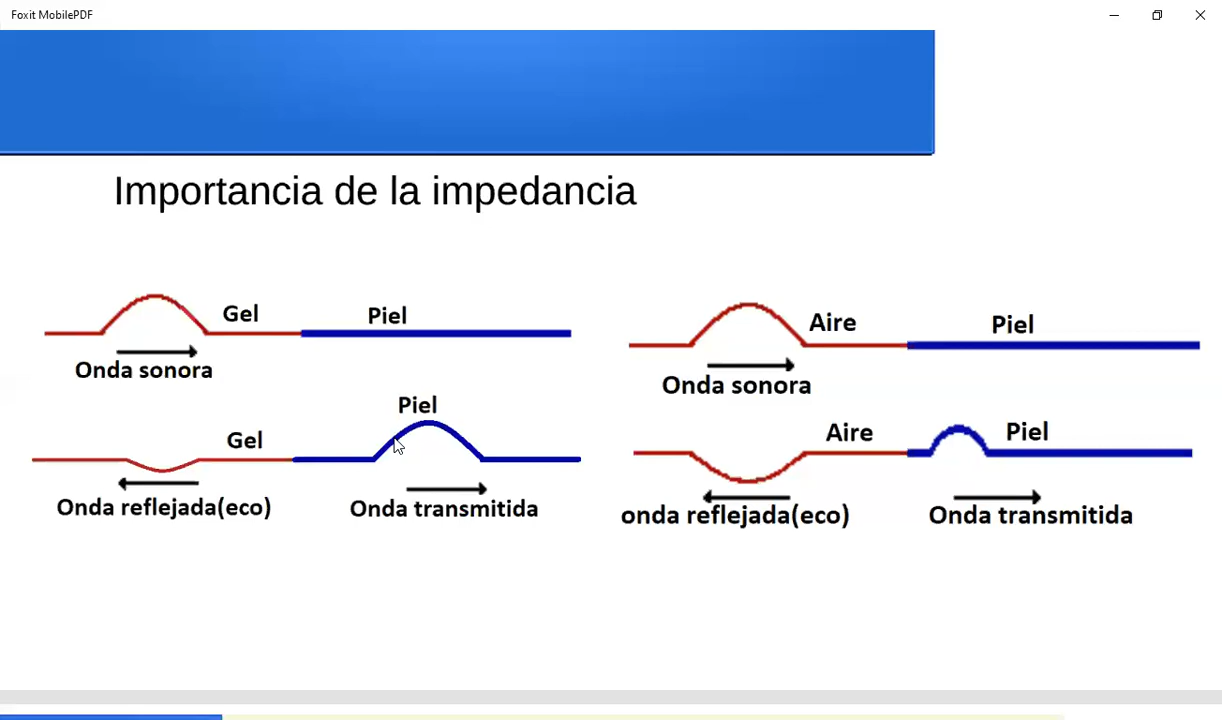 Foxit MobilePDF
Importancia de la impedancia
Gel
Piel
Onda sonora
Piel
Gel
Onda reflejada(eco)
Onda transmitida
Aire
Piel
Onda sonora
Aire
Piel
onda reflejada(eco)
Onda transmitida